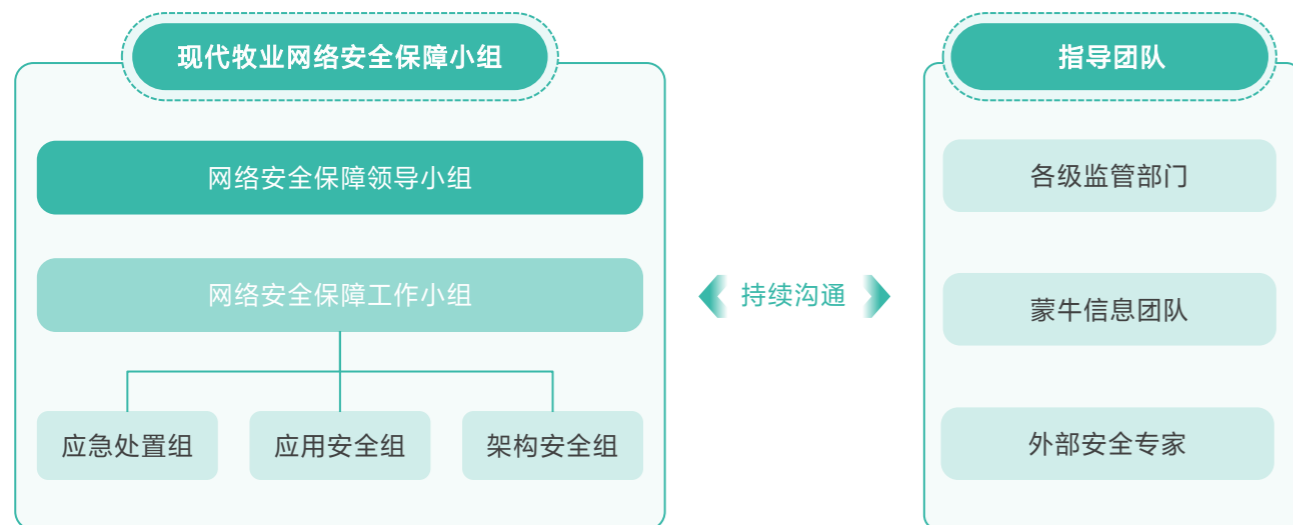 现代牧业网络安全保障小组
网络安全保障领导小组
网络安全保障工作小组
应急处置组
应用安全组
架构安全组
持续沟通
指导团队
各级监管部门
蒙牛信息团队
外部安全专家